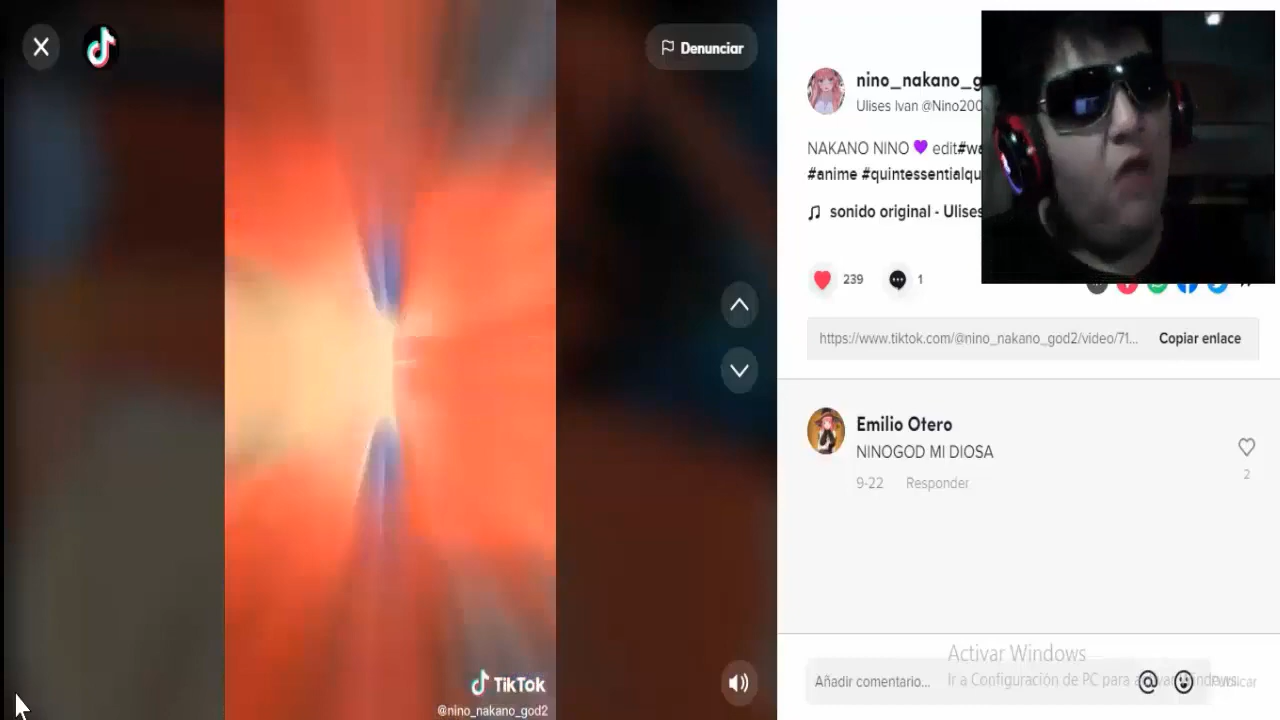 Denunciar
TikTok
@nino_nakano_god2
nino_nakano_g
Ulises Ivan @Nino200
NAKANO NINO 💜 edit#wa
#anime #quintessentialqu
sonido original - Ulises
239
1
https://www.tiktok.com/@nino_nakano_god2/video/71...
Copiar enlace
Emilio Otero
NINOGOD MI DIOSA
9-22 Responder
2
Activar Windows
Añadir comentario...
Ir a Configuración de PC para activar Windows.